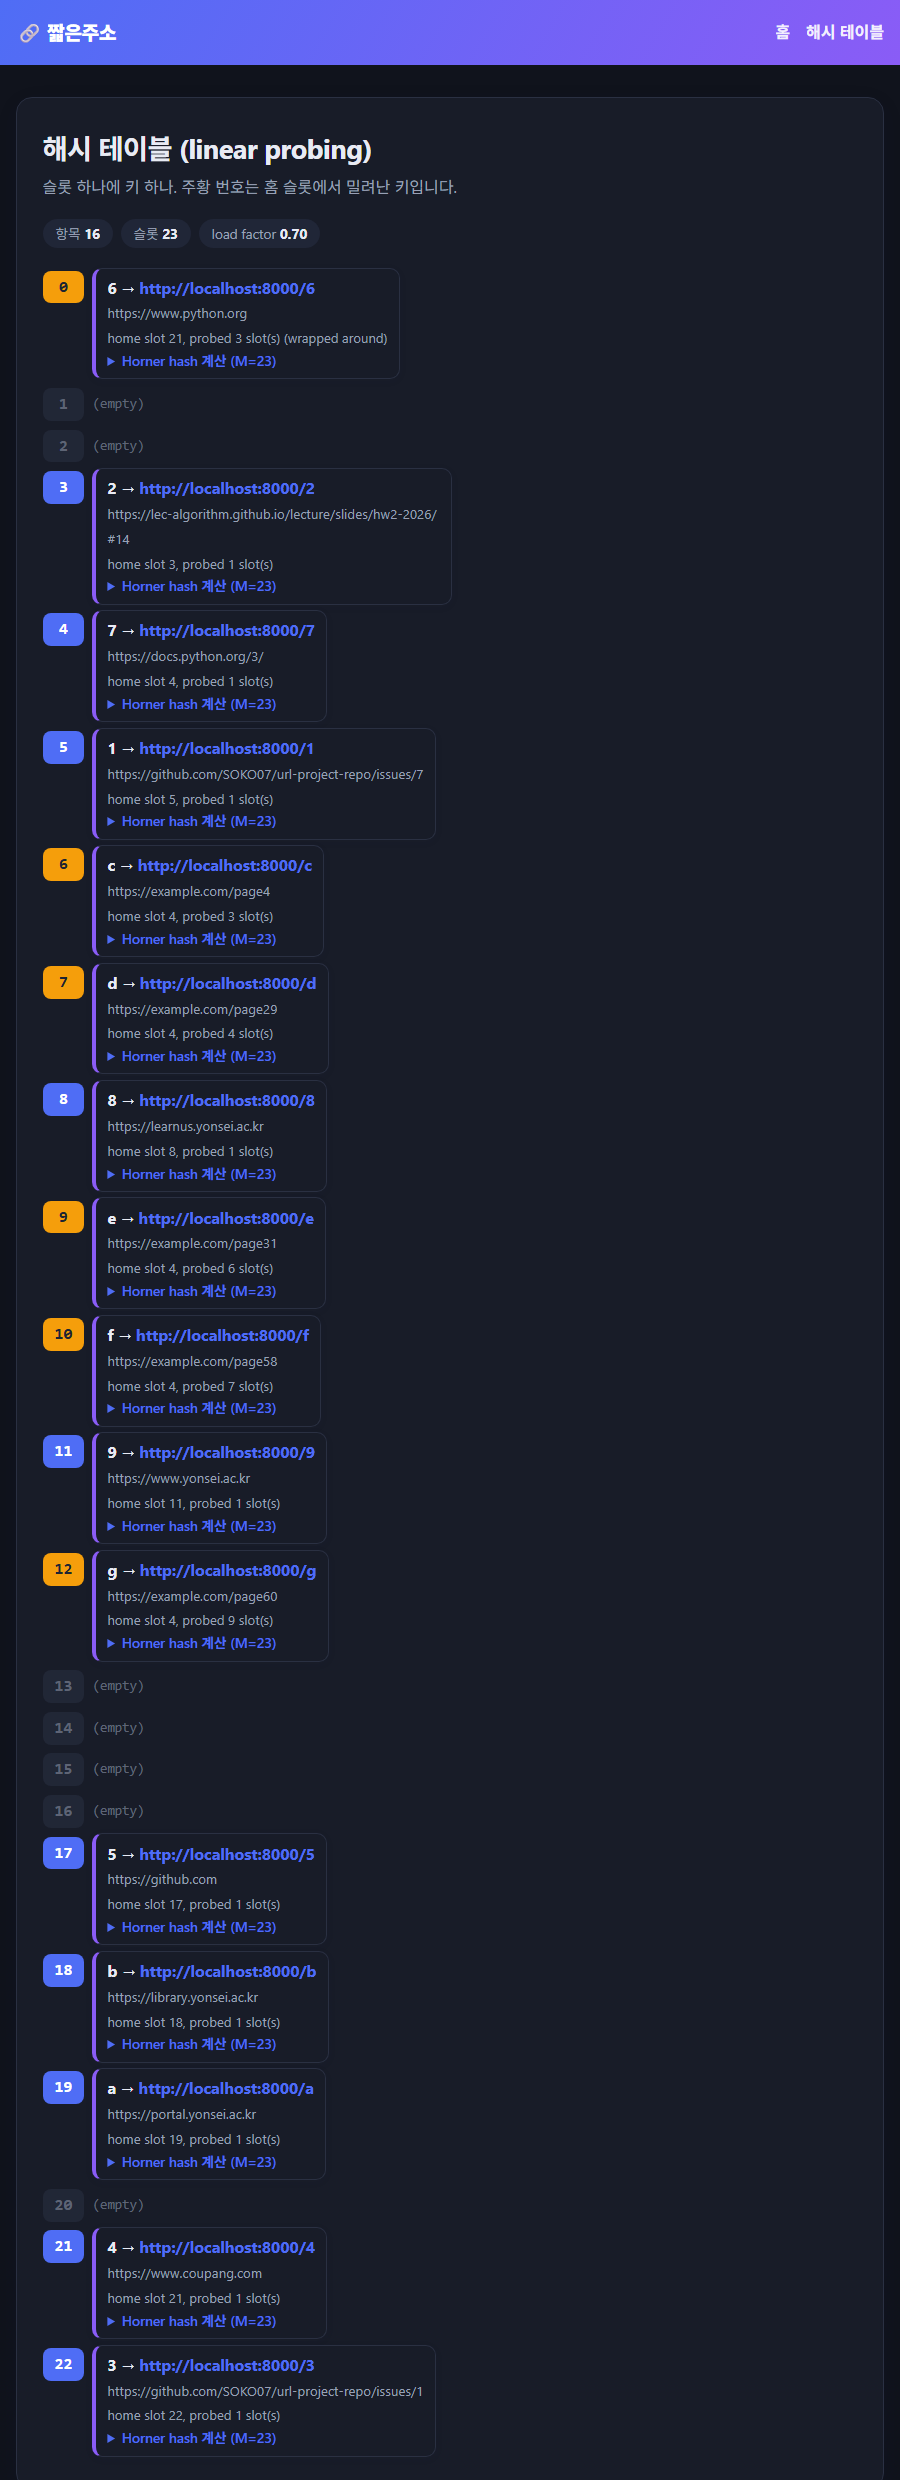 🔗 짧은주소
홈 해시 테이블
해시 테이블 (linear probing)
슬롯 하나에 키 하나. 주황 번호는 홈 슬롯에서 밀려난 키입니다.
항목 16 슬롯 23 load factor 0.70
0
6 → http://localhost:8000/6
https://www.python.org
home slot 21, probed 3 slot(s) (wrapped around)
▶ Horner hash 계산 (M=23)
1 (empty)
2 (empty)
3
2 → http://localhost:8000/2
https://lec-algorithm.github.io/lecture/slides/hw2-2026/
#14
home slot 3, probed 1 slot(s)
▶ Horner hash 계산 (M=23)
4
7 → http://localhost:8000/7
https://docs.python.org/3/
home slot 4, probed 1 slot(s)
▶ Horner hash 계산 (M=23)
5
1 → http://localhost:8000/1
https://github.com/SOKO07/url-project-repo/issues/7
home slot 5, probed 1 slot(s)
▶ Horner hash 계산 (M=23)
6
c → http://localhost:8000/c
https://example.com/page4
home slot 4, probed 3 slot(s)
▶ Horner hash 계산 (M=23)
7
d → http://localhost:8000/d
https://example.com/page29
home slot 4, probed 4 slot(s)
▶ Horner hash 계산 (M=23)
8
8 → http://localhost:8000/8
https://learnus.yonsei.ac.kr
home slot 8, probed 1 slot(s)
▶ Horner hash 계산 (M=23)
9
e → http://localhost:8000/e
https://example.com/page31
home slot 4, probed 6 slot(s)
▶ Horner hash 계산 (M=23)
10
f → http://localhost:8000/f
https://example.com/page58
home slot 4, probed 7 slot(s)
▶ Horner hash 계산 (M=23)
11
9 → http://localhost:8000/9
https://www.yonsei.ac.kr
home slot 11, probed 1 slot(s)
▶ Horner hash 계산 (M=23)
12
g → http://localhost:8000/g
https://example.com/page60
home slot 4, probed 9 slot(s)
▶ Horner hash 계산 (M=23)
13 (empty)
14 (empty)
15 (empty)
16 (empty)
17
5 → http://localhost:8000/5
https://github.com
home slot 17, probed 1 slot(s)
▶ Horner hash 계산 (M=23)
18
b → http://localhost:8000/b
https://library.yonsei.ac.kr
home slot 18, probed 1 slot(s)
▶ Horner hash 계산 (M=23)
19
a → http://localhost:8000/a
https://portal.yonsei.ac.kr
home slot 19, probed 1 slot(s)
▶ Horner hash 계산 (M=23)
20 (empty)
21
4 → http://localhost:8000/4
https://www.coupang.com
home slot 21, probed 1 slot(s)
▶ Horner hash 계산 (M=23)
22
3 → http://localhost:8000/3
https://github.com/SOKO07/url-project-repo/issues/1
home slot 22, probed 1 slot(s)
▶ Horner hash 계산 (M=23)